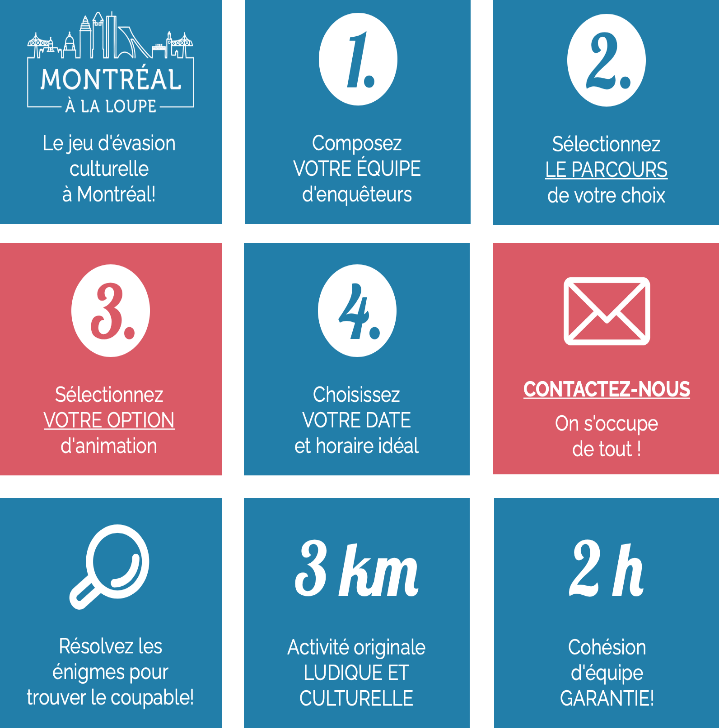 MONTRÉAL
À LA LOUPE
Le jeu d'évasion
culturelle
à Montréal!
1.
Composez
VOTRE ÉQUIPE
d'enquêteurs
2.
Sélectionnez
LE PARCOURS
de votre choix
3.
Sélectionnez
VOTRE OPTION
d'animation
4.
Choisissez
VOTRE DATE
et horaire idéal
CONTACTEZ-NOUS
On s'occupe
de tout !
Résolvez les
énigmes pour
trouver le coupable!
3 km
Activité originale
LUDIQUE ET
CULTURELLE
2 h
Cohésion
d'équipe
GARANTIE!